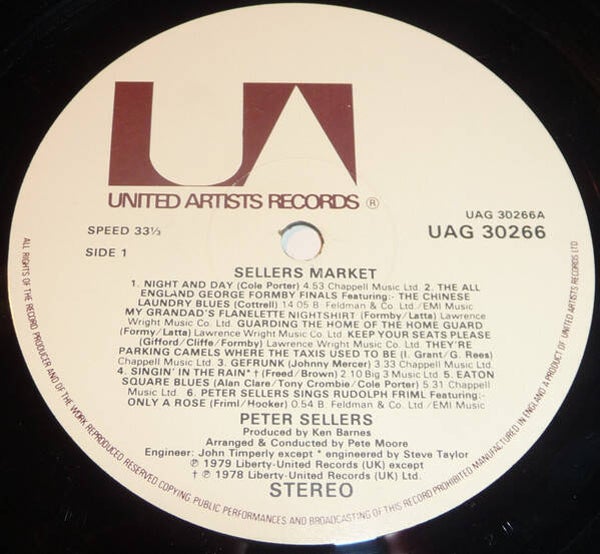 UA
UNITED ARTISTS RECORDS ®
SPEED 33⅓
UAG 30266A
UAG 30266
SIDE 1
SELLERS MARKET
1. NIGHT AND DAY (Cole Porter) 4.53 Chappell Music Ltd. 2. THE ALL
ENGLAND GEORGE FORMBY FINALS Featuring:- THE CHINESE
LAUNDRY BLUES (Cottrell) 14 05 B. Feldman & Co. Ltd /EMI Music
MY GRANDAD'S FLANELETTE NIGHTSHIRT (Formby/Latta) Lawrence
Wright Music Co. Ltd. GUARDING THE HOME OF THE HOME GUARD
(Formy/Latta) Lawrence Wright Music Co. Ltd. KEEP YOUR SEATS PLEASE
(Gifford/Cliffe/Formby) Lawrence Wright Music Co. Ltd. THEY'RE
PARKING CAMELS WHERE THE TAXIS USED TO BE (I. Grant/G. Rees)
Chappell Music Ltd. 3. GEFRUNK (Johnny Mercer) 3 33 Chappell Music Ltd
4. SINGIN' IN THE RAIN* † (Freed/Brown) 2.10 Big 3 Music Ltd. 5. EATON
SQUARE BLUES (Alan Clare/Tony Crombie/Cole Porter) 5.31 Chappell
Music Ltd. 6. PETER SELLERS SINGS RUDOLPH FRIML Featuring:-
ONLY A ROSE (Friml/Hooker) 0.54 B. Feldman & Co. Ltd /EMI Music
PETER SELLERS
Produced by Ken Barnes
Arranged & Conducted by Pete Moore
Engineer: John Timperly except * engineered by Steve Taylor
℗ 1979 Liberty-United Records (UK) except
† ℗ 1978 Liberty-United Records (UK) Ltd.
STEREO
ALL RIGHTS OF THE RECORD PRODUCER AND OF THE WORK REPRODUCED RESERVED COPYING, PUBLIC PERFORMANCES AND BROADCASTING OF THIS RECORD PROHIBITED. MANUFACTURED IN ENGLAND. A PRODUCT OF UNITED ARTISTS RECORDS LTD